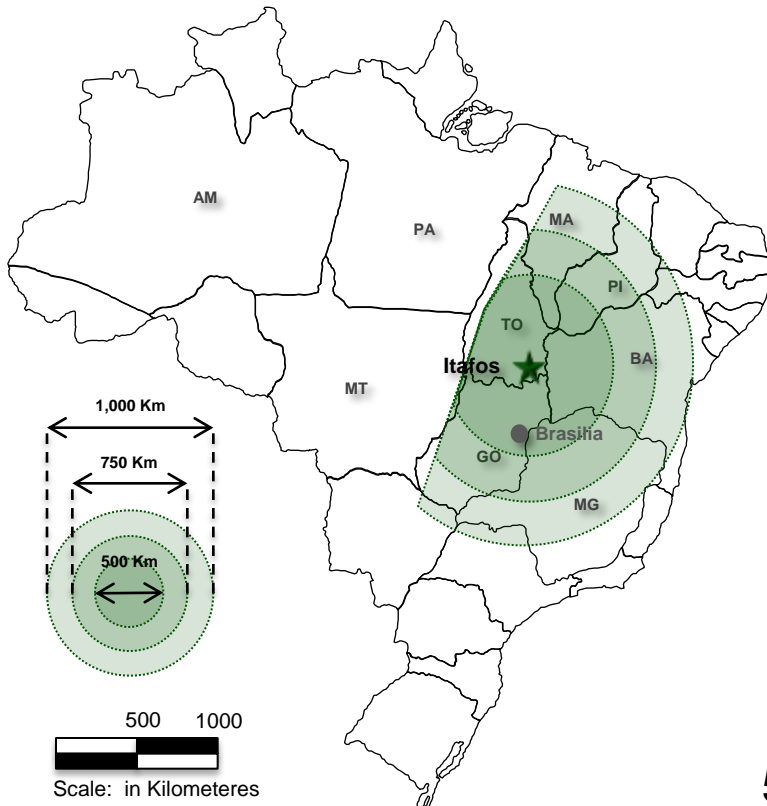 AM
PA
MA
PI
TO
Itafos
BA
MT
1,000 Km
Brasilia
GO
750 Km
MG
500 Km
500 1000
Scale: in Kilometeres